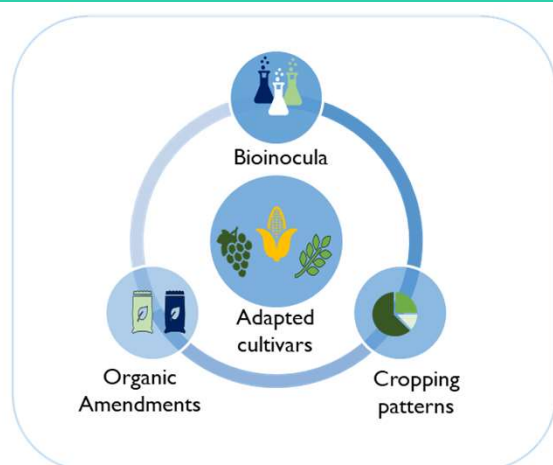 Bioinocula
Adapted
cultivars
Organic
Amendments
Cropping
patterns